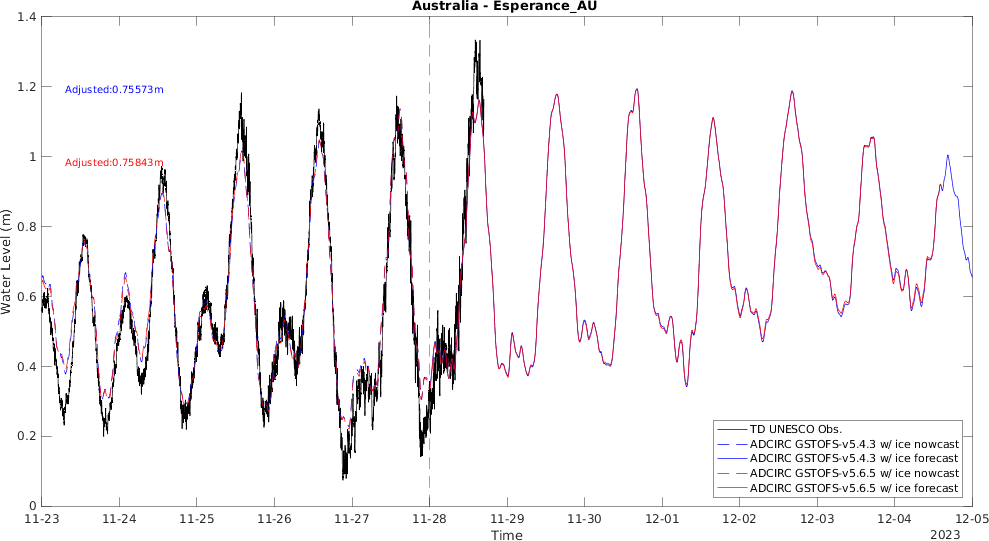 Australia - Esperance_AU
1.4
1.2
1
0.8
0.6
0.4
0.2
0
Water Level (m)
Adjusted:0.75573m
Adjusted:0.75843m
TD UNESCO Obs.
ADCIRC GSTOFS-v5.4.3 w/ ice nowcast
ADCIRC GSTOFS-v5.4.3 w/ ice forecast
ADCIRC GSTOFS-v5.6.5 w/ ice nowcast
ADCIRC GSTOFS-v5.6.5 w/ ice forecast
11-23 11-24 11-25 11-26 11-27 11-28 11-29 11-30 12-01 12-02 12-03 12-04 12-05
Time
2023